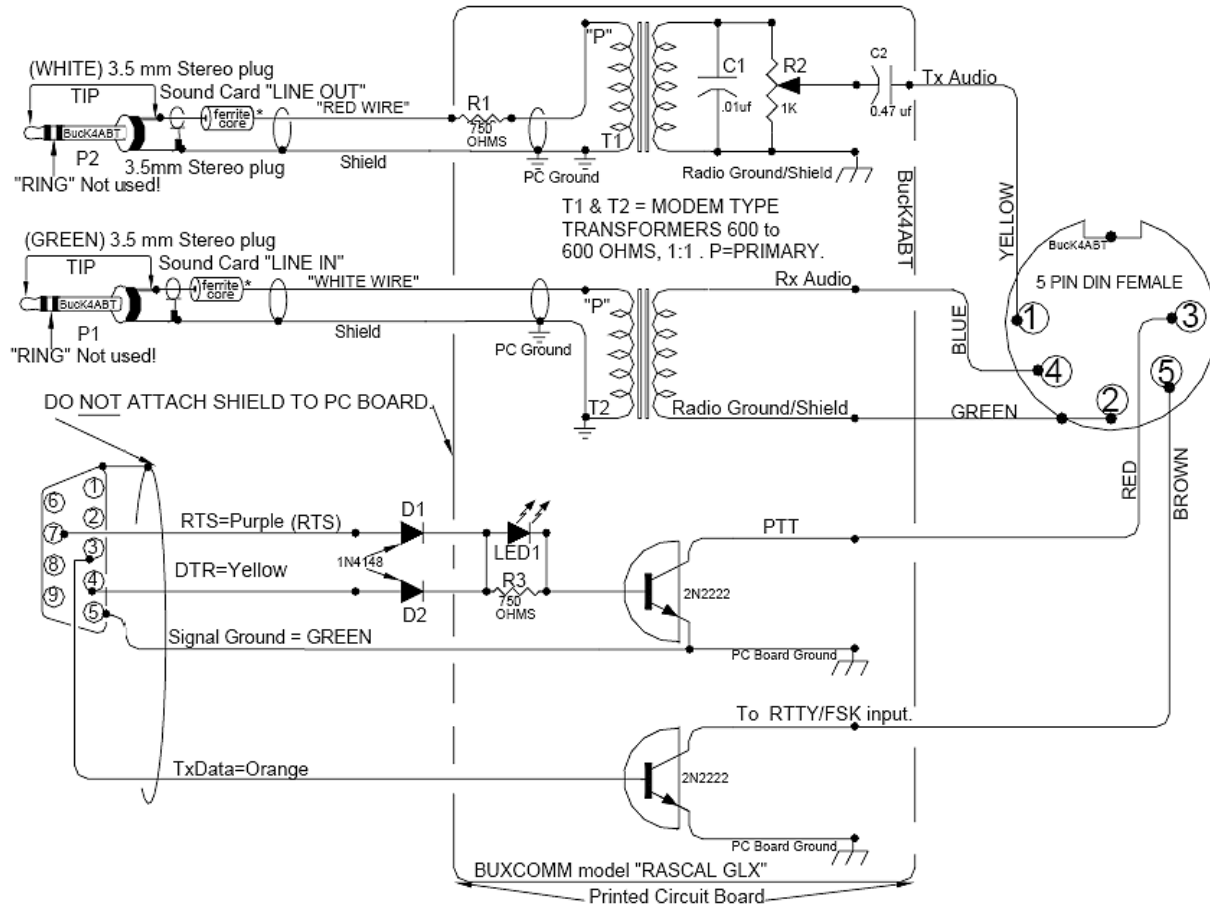 (WHITE) 3.5 mm Stereo plug
TIP
Sound Card "LINE OUT"
ferrite
core
*
"RED WIRE"
BucK4ABT
P2
3.5mm Stereo plug
Shield
"RING" Not used!
R1
750
OHMS
"P"
T1
PC Ground
C1
.01uf
R2
1K
C2
0.47 uf
Tx Audio
Radio Ground/Shield
BucK4ABT
YELLOW
T1 & T2 = MODEM TYPE
TRANSFORMERS 600 to
600 OHMS, 1:1 . P=PRIMARY.
(GREEN) 3.5 mm Stereo plug
TIP
Sound Card "LINE IN"
ferrite
core
*
"WHITE WIRE"
BucK4ABT
P1
Shield
"RING" Not used!
PC Ground
"P"
T2
Rx Audio
BLUE
Radio Ground/Shield
GREEN
BucK4ABT
5 PIN DIN FEMALE
1
3
4
5
2
RED
BROWN
DO NOT ATTACH SHIELD TO PC BOARD.
1
6
2
7
3
8
4
9
5
RTS=Purple (RTS)
D1
1N4148
DTR=Yellow
D2
LED1
R3
750
OHMS
Signal Ground = GREEN
2N2222
PTT
PC Board Ground
TxData=Orange
2N2222
To RTTY/FSK input.
PC Board Ground
BUXCOMM model "RASCAL GLX"
Printed Circuit Board